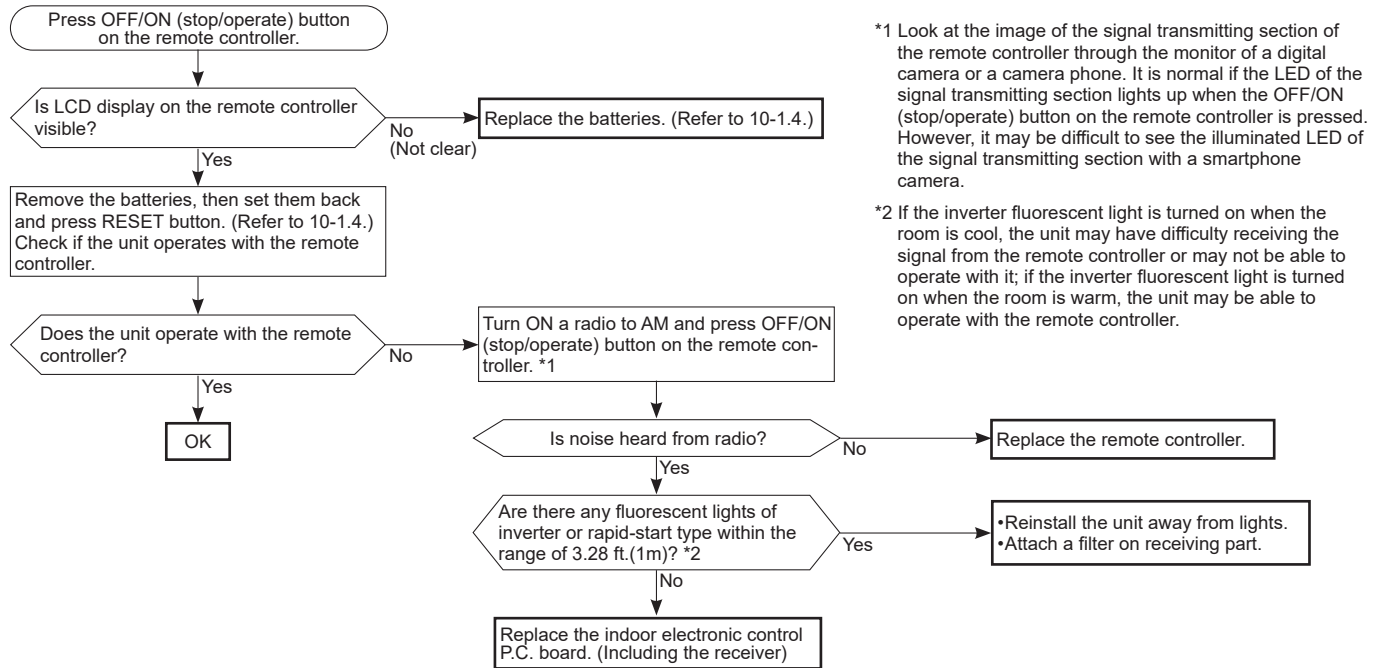 Press OFF/ON (stop/operate) button
on the remote controller.
Is LCD display on the remote controller
visible?
No
(Not clear)
Replace the batteries. (Refer to 10-1.4.)
Yes
Remove the batteries, then set them back
and press RESET button. (Refer to 10-1.4.)
Check if the unit operates with the remote
controller.
Does the unit operate with the remote
controller?
No
Yes
OK
Turn ON a radio to AM and press OFF/ON
(stop/operate) button on the remote con-
troller. *1
Is noise heard from radio?
No
Replace the remote controller.
Yes
Are there any fluorescent lights of
inverter or rapid-start type within the
range of 3.28 ft.(1m)? *2
Yes
•Reinstall the unit away from lights.
•Attach a filter on receiving part.
No
Replace the indoor electronic control
P.C. board. (Including the receiver)
*1 Look at the image of the signal transmitting section of
the remote controller through the monitor of a digital
camera or a camera phone. It is normal if the LED of the
signal transmitting section lights up when the OFF/ON
(stop/operate) button on the remote controller is pressed.
However, it may be difficult to see the illuminated LED of
the signal transmitting section with a smartphone
camera.
*2 If the inverter fluorescent light is turned on when the
room is cool, the unit may have difficulty receiving the
signal from the remote controller or may not be able to
operate with it; if the inverter fluorescent light is turned
on when the room is warm, the unit may be able to
operate with the remote controller.